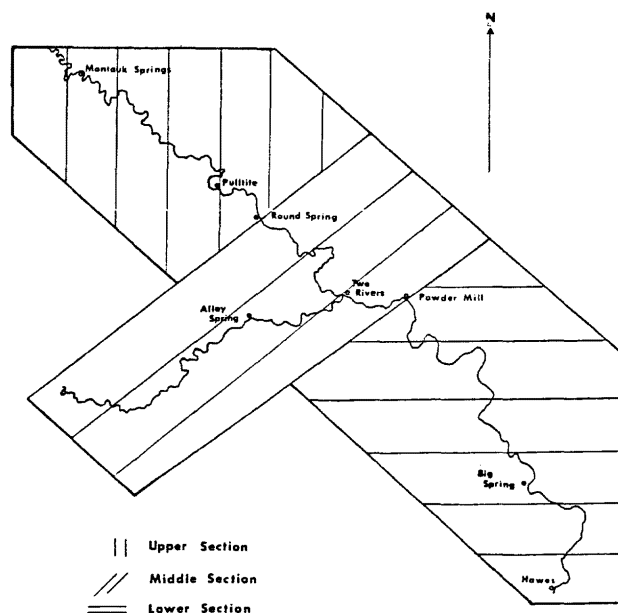 N
Montauk Springs
Pulltite
Round Spring
Two
Rivers
Alley
Spring
Powder Mill
Big
Spring
Hawes
Upper Section
Middle Section
Lower Section